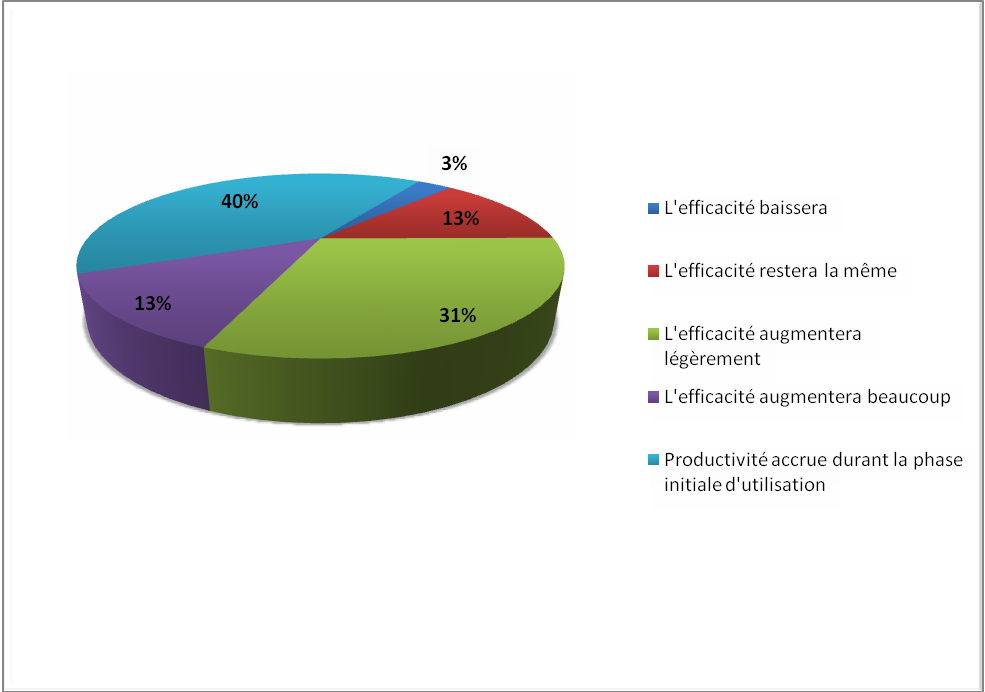 3%
40%
13%
13%
31%
L'efficacité baissera
L'efficacité restera la même
L'efficacité augmentera
légèrement
L'efficacité augmentera beaucoup
Productivité accrue durant la phase
initiale d'utilisation